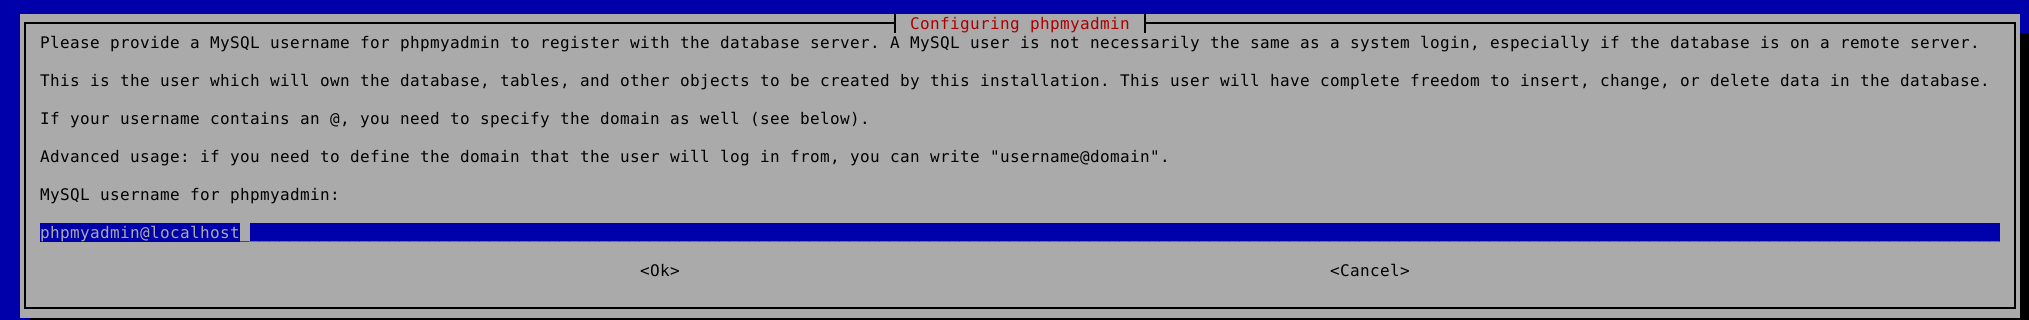 Configuring phpmyadmin
Please provide a MySQL username for phpmyadmin to register with the database server. A MySQL user is not necessarily the same as a system login, especially if the database is on a remote server.
This is the user which will own the database, tables, and other objects to be created by this installation. This user will have complete freedom to insert, change, or delete data in the database.
If your username contains an @, you need to specify the domain as well (see below).
Advanced usage: if you need to define the domain that the user will log in from, you can write "username@domain".
MySQL username for phpmyadmin:
phpmyadmin@localhost
<Ok> <Cancel>